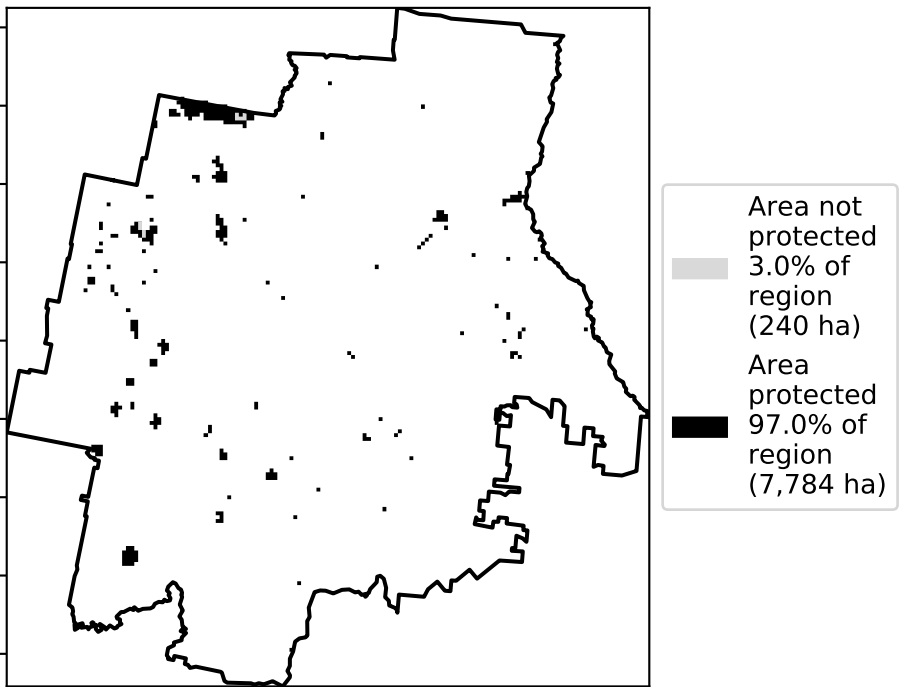 Area not
protected
3.0% of
region
(240 ha)
Area
protected
97.0% of
region
(7,784 ha)